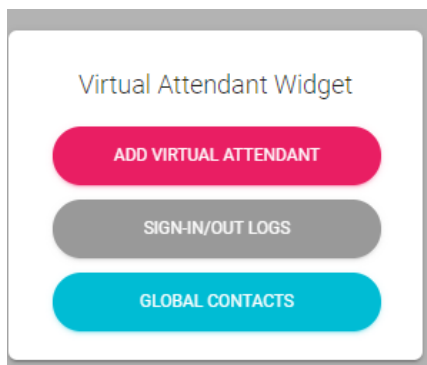 Virtual Attendant Widget
ADD VIRTUAL ATTENDANT
SIGN-IN/OUT LOGS
GLOBAL CONTACTS